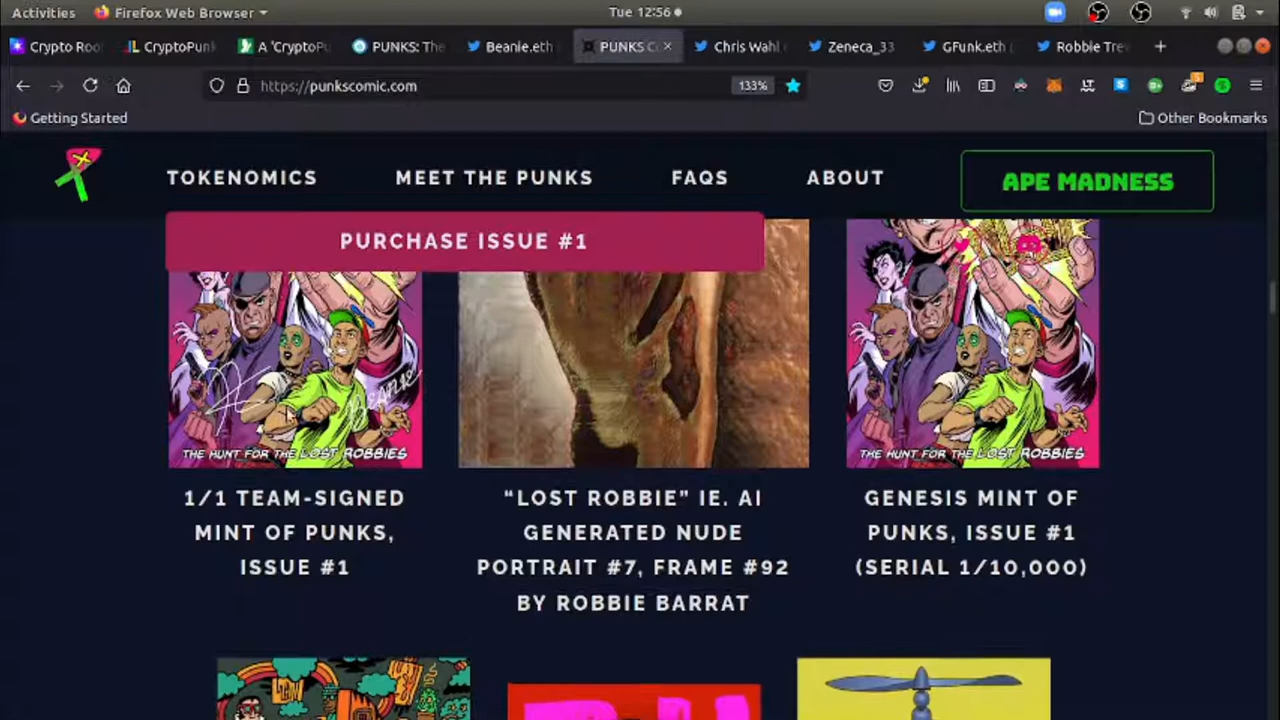 Activities
Firefox Web Browser
Tue 12:56
Crypto Roo
CryptoPunk
A 'CryptoPu
PUNKS: The
Beanie.eth
PUNKS C
Chris Wahl
Zeneca_33
GFunk.eth (
Robbie Tre
https://punkscomic.com
133%
Getting Started
Other Bookmarks
TOKENOMICS
MEET THE PUNKS
FAQS
ABOUT
APE MADNESS
PURCHASE ISSUE #1
THE HUNT FOR THE LOST ROBBIES
THE HUNT FOR THE LOST ROBBIES
1/1 TEAM-SIGNED
MINT OF PUNKS,
ISSUE #1
“LOST ROBBIE” IE. AI
GENERATED NUDE
PORTRAIT #7, FRAME #92
BY ROBBIE BARRAT
GENESIS MINT OF
PUNKS, ISSUE #1
(SERIAL 1/10,000)